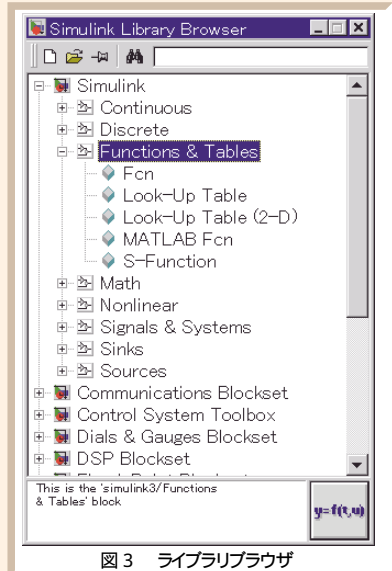 Simulink Library Browser
Simulink
Continuous
Discrete
Functions & Tables
Fcn
Look-Up Table
Look-Up Table (2-D)
MATLAB Fcn
S-Function
Math
Nonlinear
Signals & Systems
Sinks
Sources
Communications Blockset
Control System Toolbox
Dials & Gauges Blockset
DSP Blockset
This is the 'simulink3/Functions
& Tables' block
y=f(t,u)
図3 ライブラリブラウザ